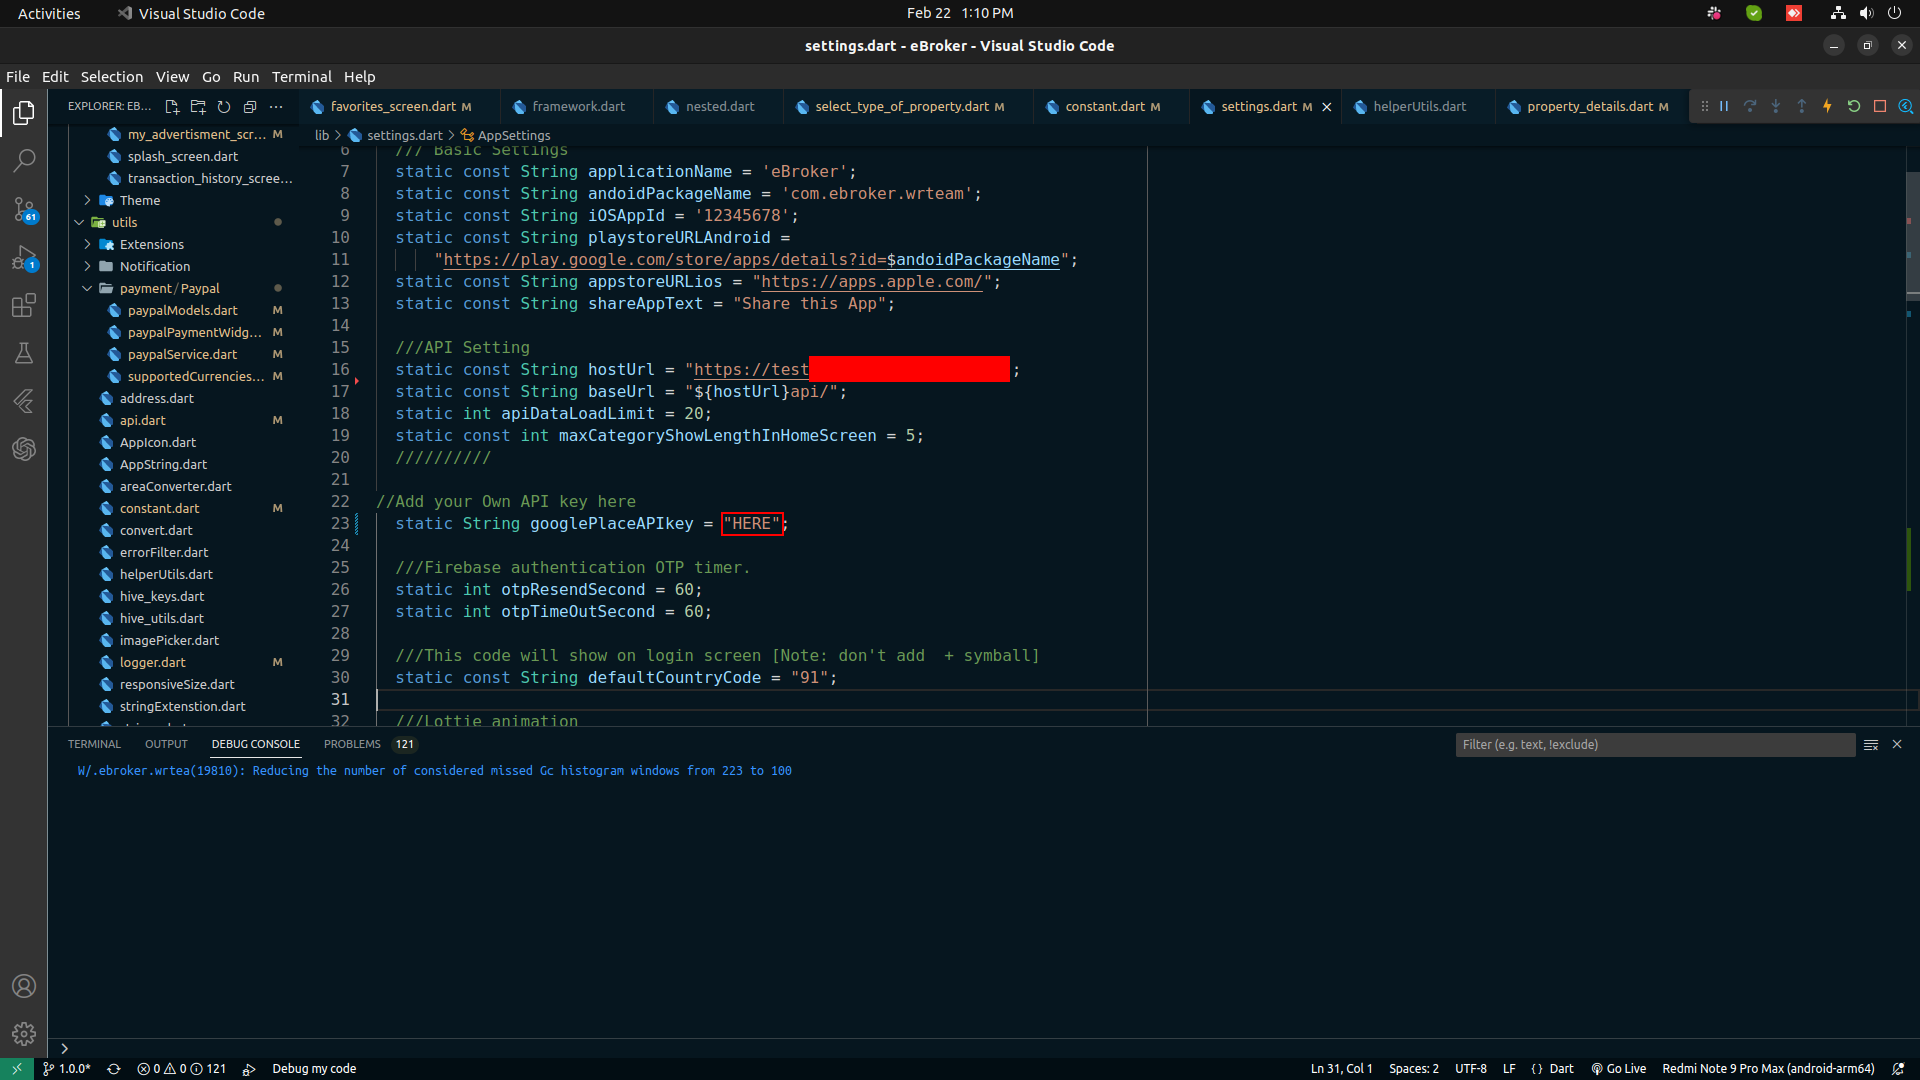 Activities
Visual Studio Code
Feb 22 1:10 PM
settings.dart - eBroker - Visual Studio Code
File Edit Selection View Go Run Terminal Help
EXPLORER: EB...
favorites_screen.dart M
framework.dart
nested.dart
select_type_of_property.dart M
constant.dart M
settings.dart M
helperUtils.dart
property_details.dart M
lib > settings.dart > AppSettings
my_advertisment_scr... M
splash_screen.dart
transaction_history_scree...
Theme
utils
Extensions
Notification
payment/Paypal
paypalModels.dart M
paypalPaymentWidg... M
paypalService.dart M
supportedCurrencies... M
address.dart
api.dart M
AppIcon.dart
AppString.dart
areaConverter.dart
constant.dart M
convert.dart
errorFilter.dart
helperUtils.dart
hive_keys.dart
hive_utils.dart
imagePicker.dart
logger.dart M
responsiveSize.dart
stringExtenstion.dart
61
1
6 /// Basic Settings
7 static const String applicationName = 'eBroker';
8 static const String andoidPackageName = 'com.ebroker.wrteam';
9 static const String iOSAppId = '12345678';
10 static const String playstoreURLAndroid =
11 "https://play.google.com/store/apps/details?id=$andoidPackageName";
12 static const String appstoreURLios = "https://apps.apple.com/";
13 static const String shareAppText = "Share this App";
14
15 ///API Setting
16 static const String hostUrl = "https://test ;
17 static const String baseUrl = "${hostUrl}api/";
18 static int apiDataLoadLimit = 20;
19 static const int maxCategoryShowLengthInHomeScreen = 5;
20 //////////
21
22 //Add your Own API key here
23 static String googlePlaceAPIkey = "HERE";
24
25 ///Firebase authentication OTP timer.
26 static int otpResendSecond = 60;
27 static int otpTimeOutSecond = 60;
28
29 ///This code will show on login screen [Note: don't add  + symball]
30 static const String defaultCountryCode = "91";
31
32 ///Lottie animation
TERMINAL OUTPUT DEBUG CONSOLE PROBLEMS 121
Filter (e.g. text, !exclude)
W/.ebroker.wrtea(19810): Reducing the number of considered missed Gc histogram windows from 223 to 100
>
1.0.0* 0 0 121 Debug my code
Ln 31, Col 1 Spaces: 2 UTF-8 LF {} Dart Go Live Redmi Note 9 Pro Max (android-arm64)